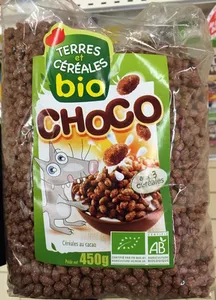 TERRES
et
CÉRÉALES
bio
CHOCO
3
céréales
Céréales au cacao
Poids net
450g
AB